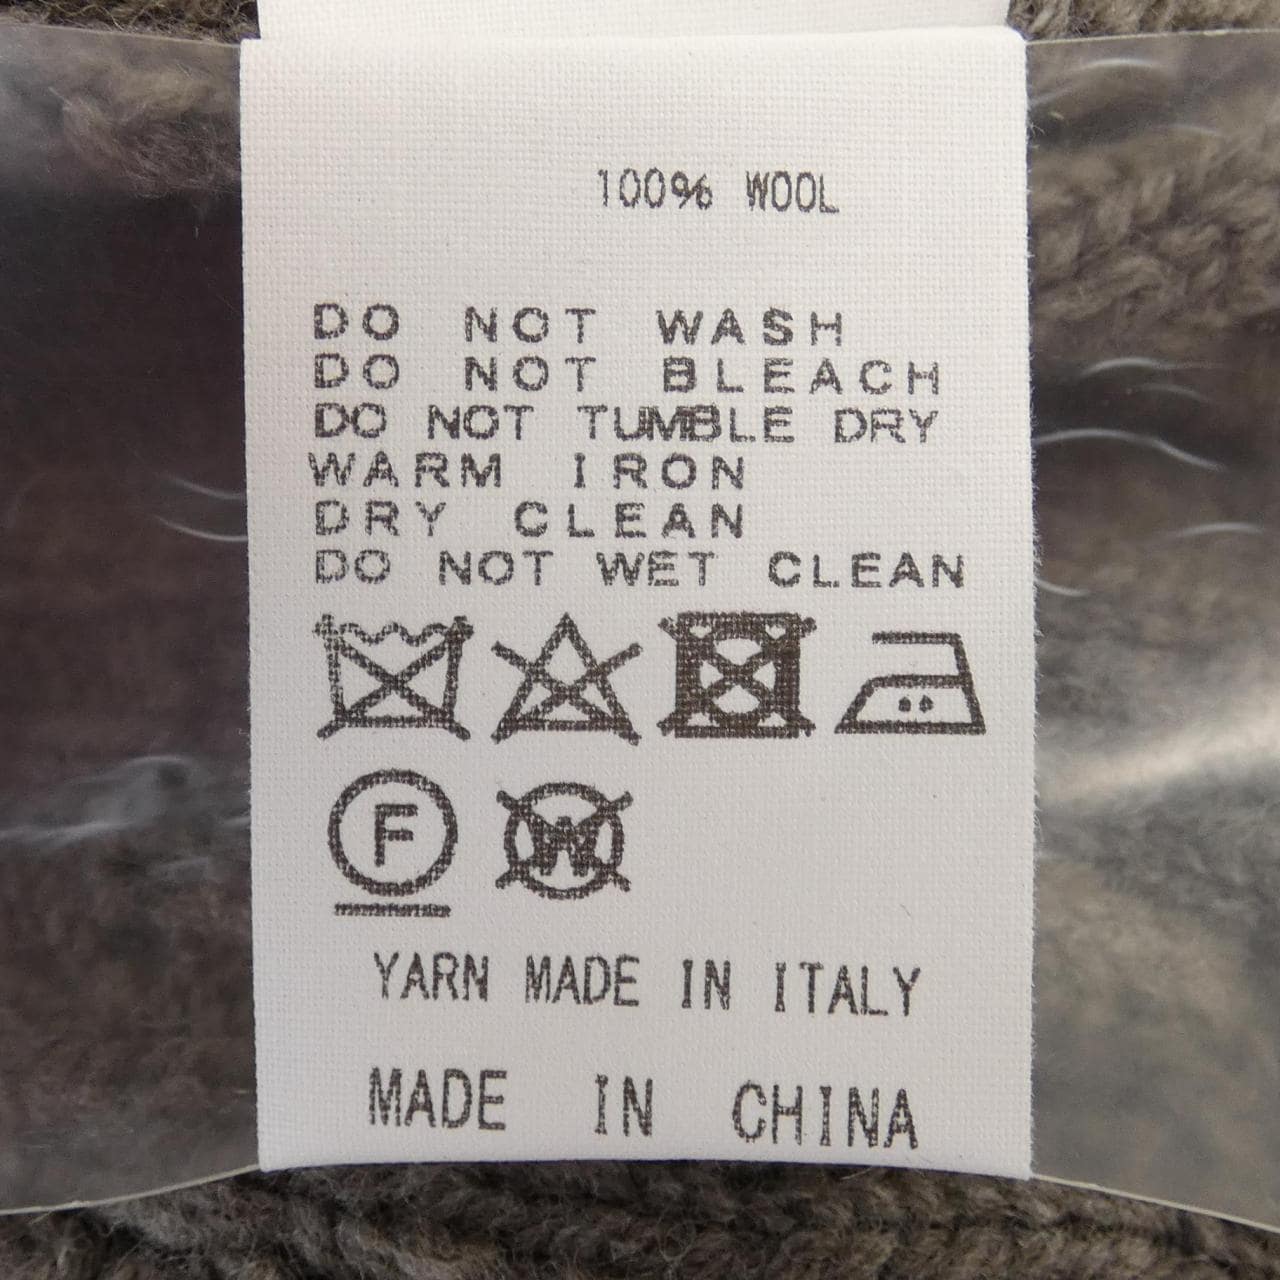 100% WOOL
DO NOT WASH
DO NOT BLEACH
DO NOT TUMBLE DRY
WARM IRON
DRY CLEAN
DO NOT WET CLEAN
F W
YARN MADE IN ITALY
MADE IN CHINA